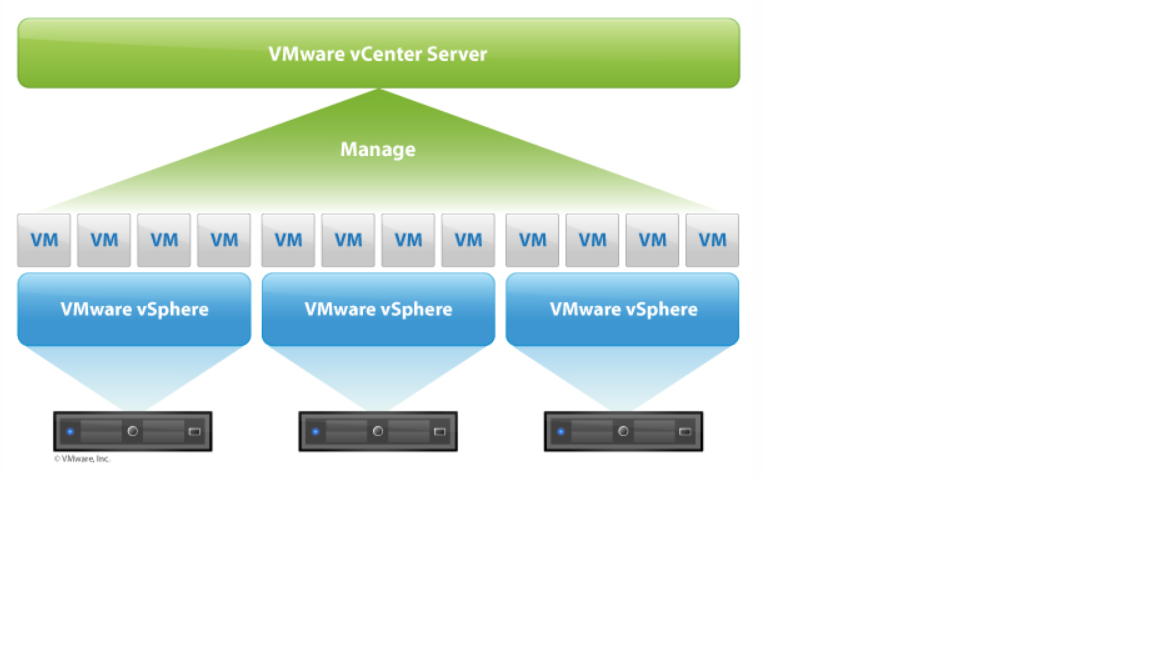 VMware vCenter Server
Manage
VM VM VM VM VM VM VM VM VM VM VM VM
VMware vSphere VMware vSphere VMware vSphere
© VMware, Inc.